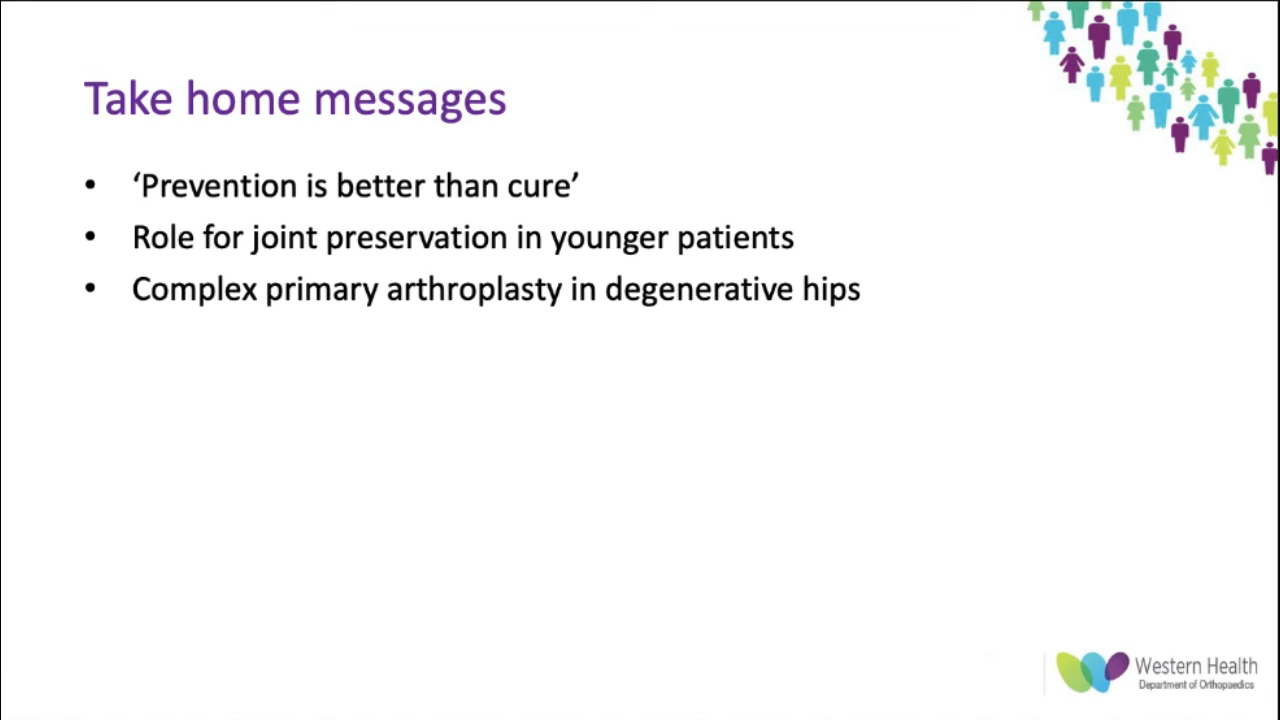 Take home messages
• ‘Prevention is better than cure’
• Role for joint preservation in younger patients
• Complex primary arthroplasty in degenerative hips
Western Health
Department of Orthopaedics